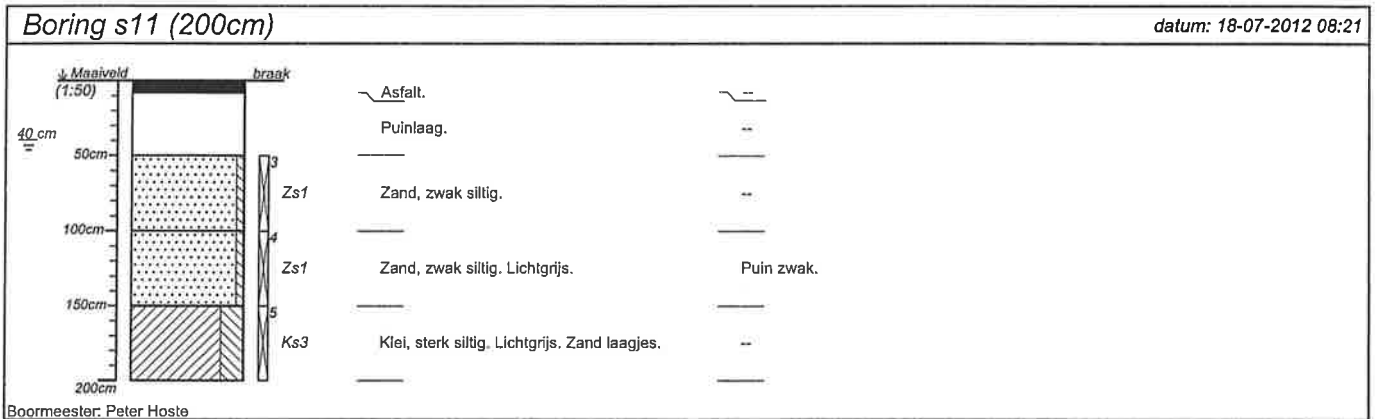 Boring s11 (200cm) datum: 18-07-2012 08:21
↓ Maaiveld braak
(1:50) Asfalt. --
Puinlaag. --
40 cm
50cm 3
Zs1 Zand, zwak siltig. --
100cm 4
Zs1 Zand, zwak siltig. Lichtgrijs. Puin zwak.
150cm 5
Ks3 Klei, sterk siltig. Lichtgrijs. Zand laagjes. --
200cm
Boormeester: Peter Hoste